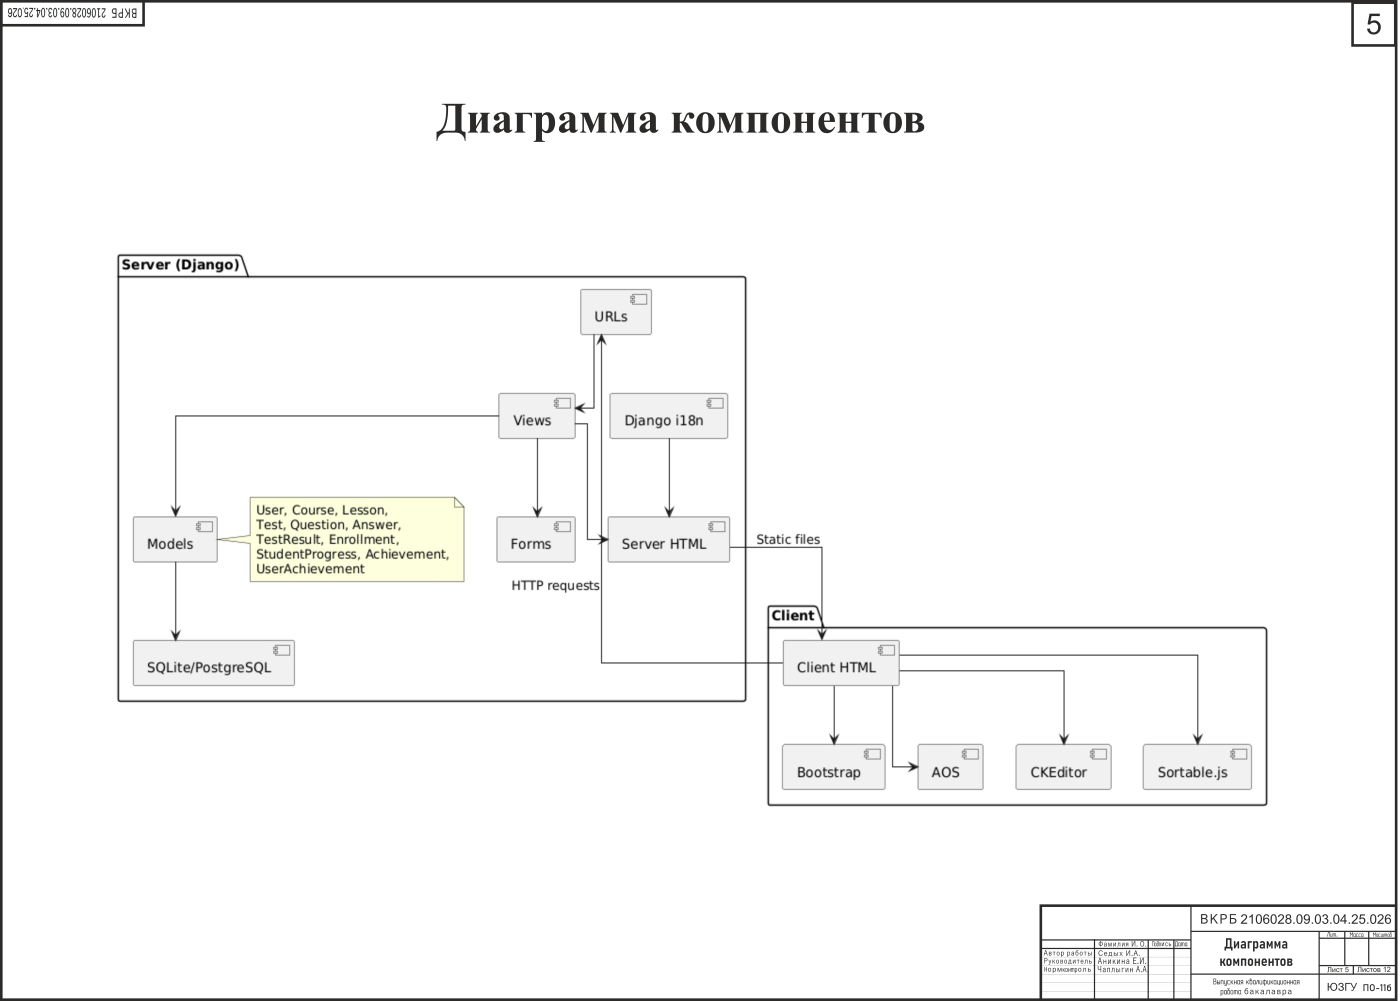 ВКРБ 2106028.09.03.04.25.026
5
Диаграмма компонентов
Server (Django)
URLs
Views
Django i18n
User, Course, Lesson,
Test, Question, Answer,
TestResult, Enrollment,
StudentProgress, Achievement,
UserAchievement
Models
Forms
Server HTML
Static files
HTTP requests
Client
SQLite/PostgreSQL
Client HTML
Bootstrap
AOS
CKEditor
Sortable.js
ВКРБ 2106028.09.03.04.25.026
Лит. Масса Масштаб
Фамилия И. О. Подпись Дата
Автор работы Седых И.А.
Руководитель Аникина Е.И.
Нормконтроль Чаплыгин А.А.
Диаграмма
компонентов
Лист 5 Листов 12
Выпускная квалификационная
работа бакалавра
ЮЗГУ ПО-11б